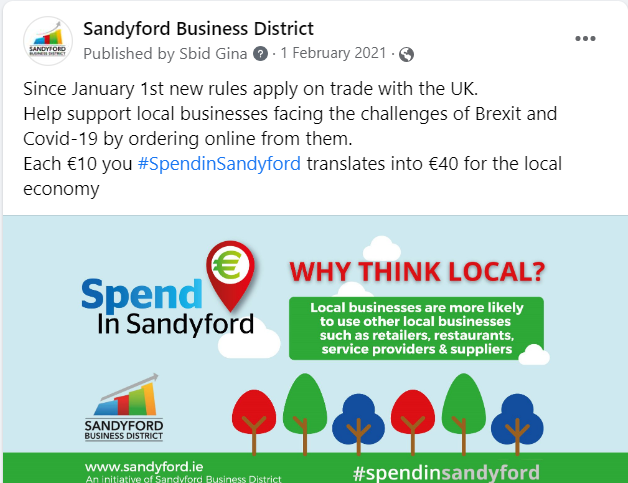 Sandyford Business District
Published by Sbid Gina · 1 February 2021 ·
Since January 1st new rules apply on trade with the UK.
Help support local businesses facing the challenges of Brexit and
Covid-19 by ordering online from them.
Each €10 you #SpendinSandyford translates into €40 for the local
economy
Spend
In Sandyford
€
WHY THINK LOCAL?
Local businesses are more likely
to use other local businesses
such as retailers, restaurants,
service providers & suppliers
SANDYFORD
BUSINESS DISTRICT
www.sandyford.ie
An initiative of Sandyford Business District
#spendinsandyford